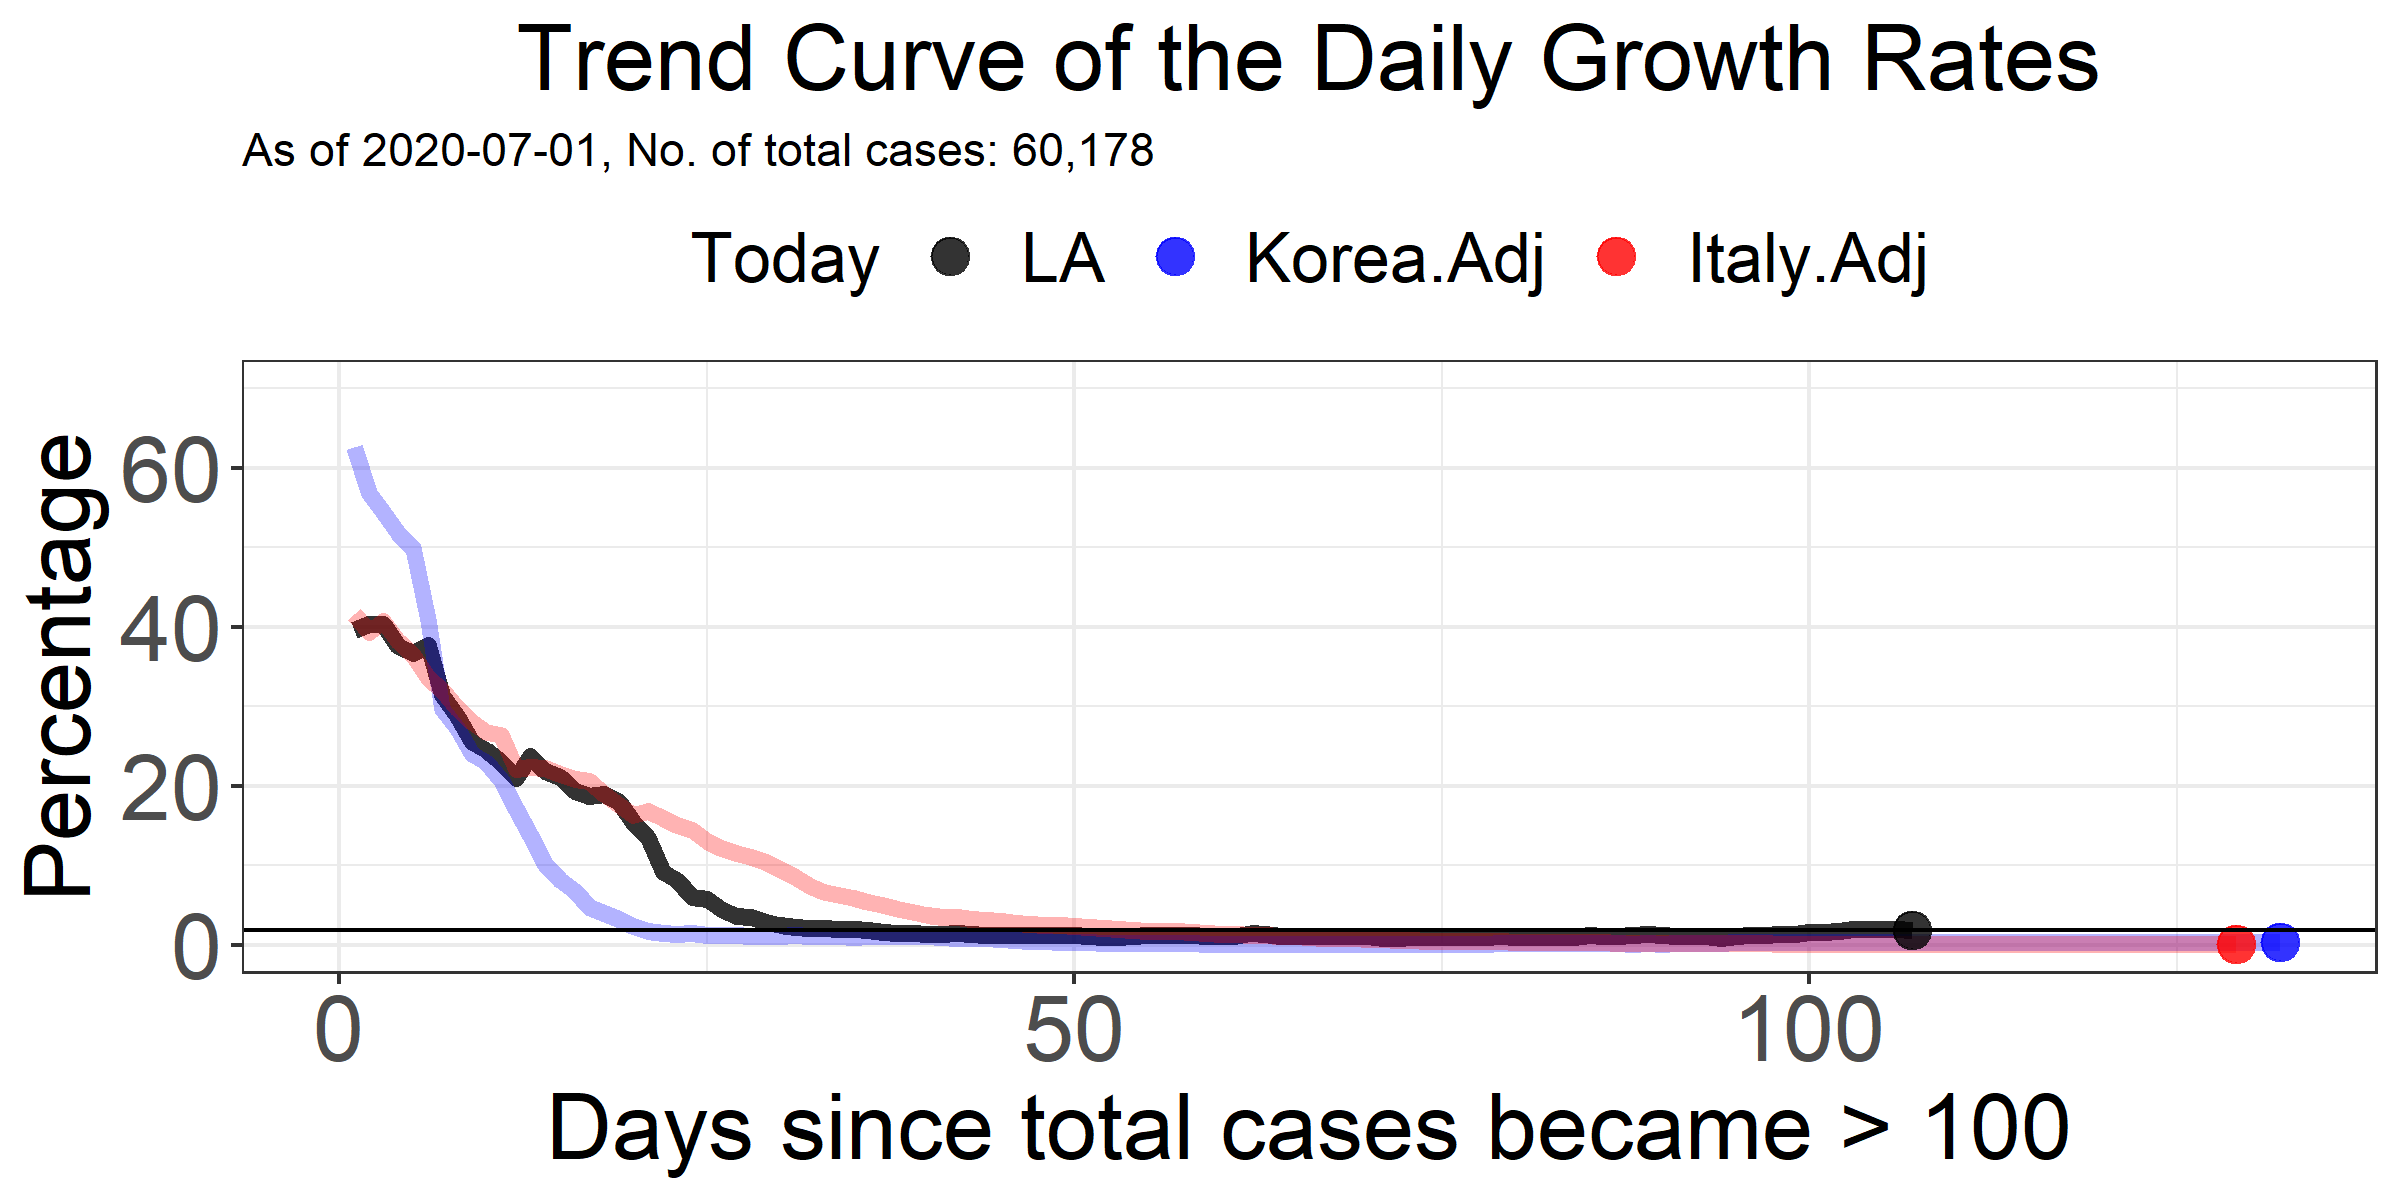 Trend Curve of the Daily Growth Rates
As of 2020-07-01, No. of total cases: 60,178
Today LA Korea.Adj Italy.Adj
Percentage
60
40
20
0
0 50 100
Days since total cases became > 100